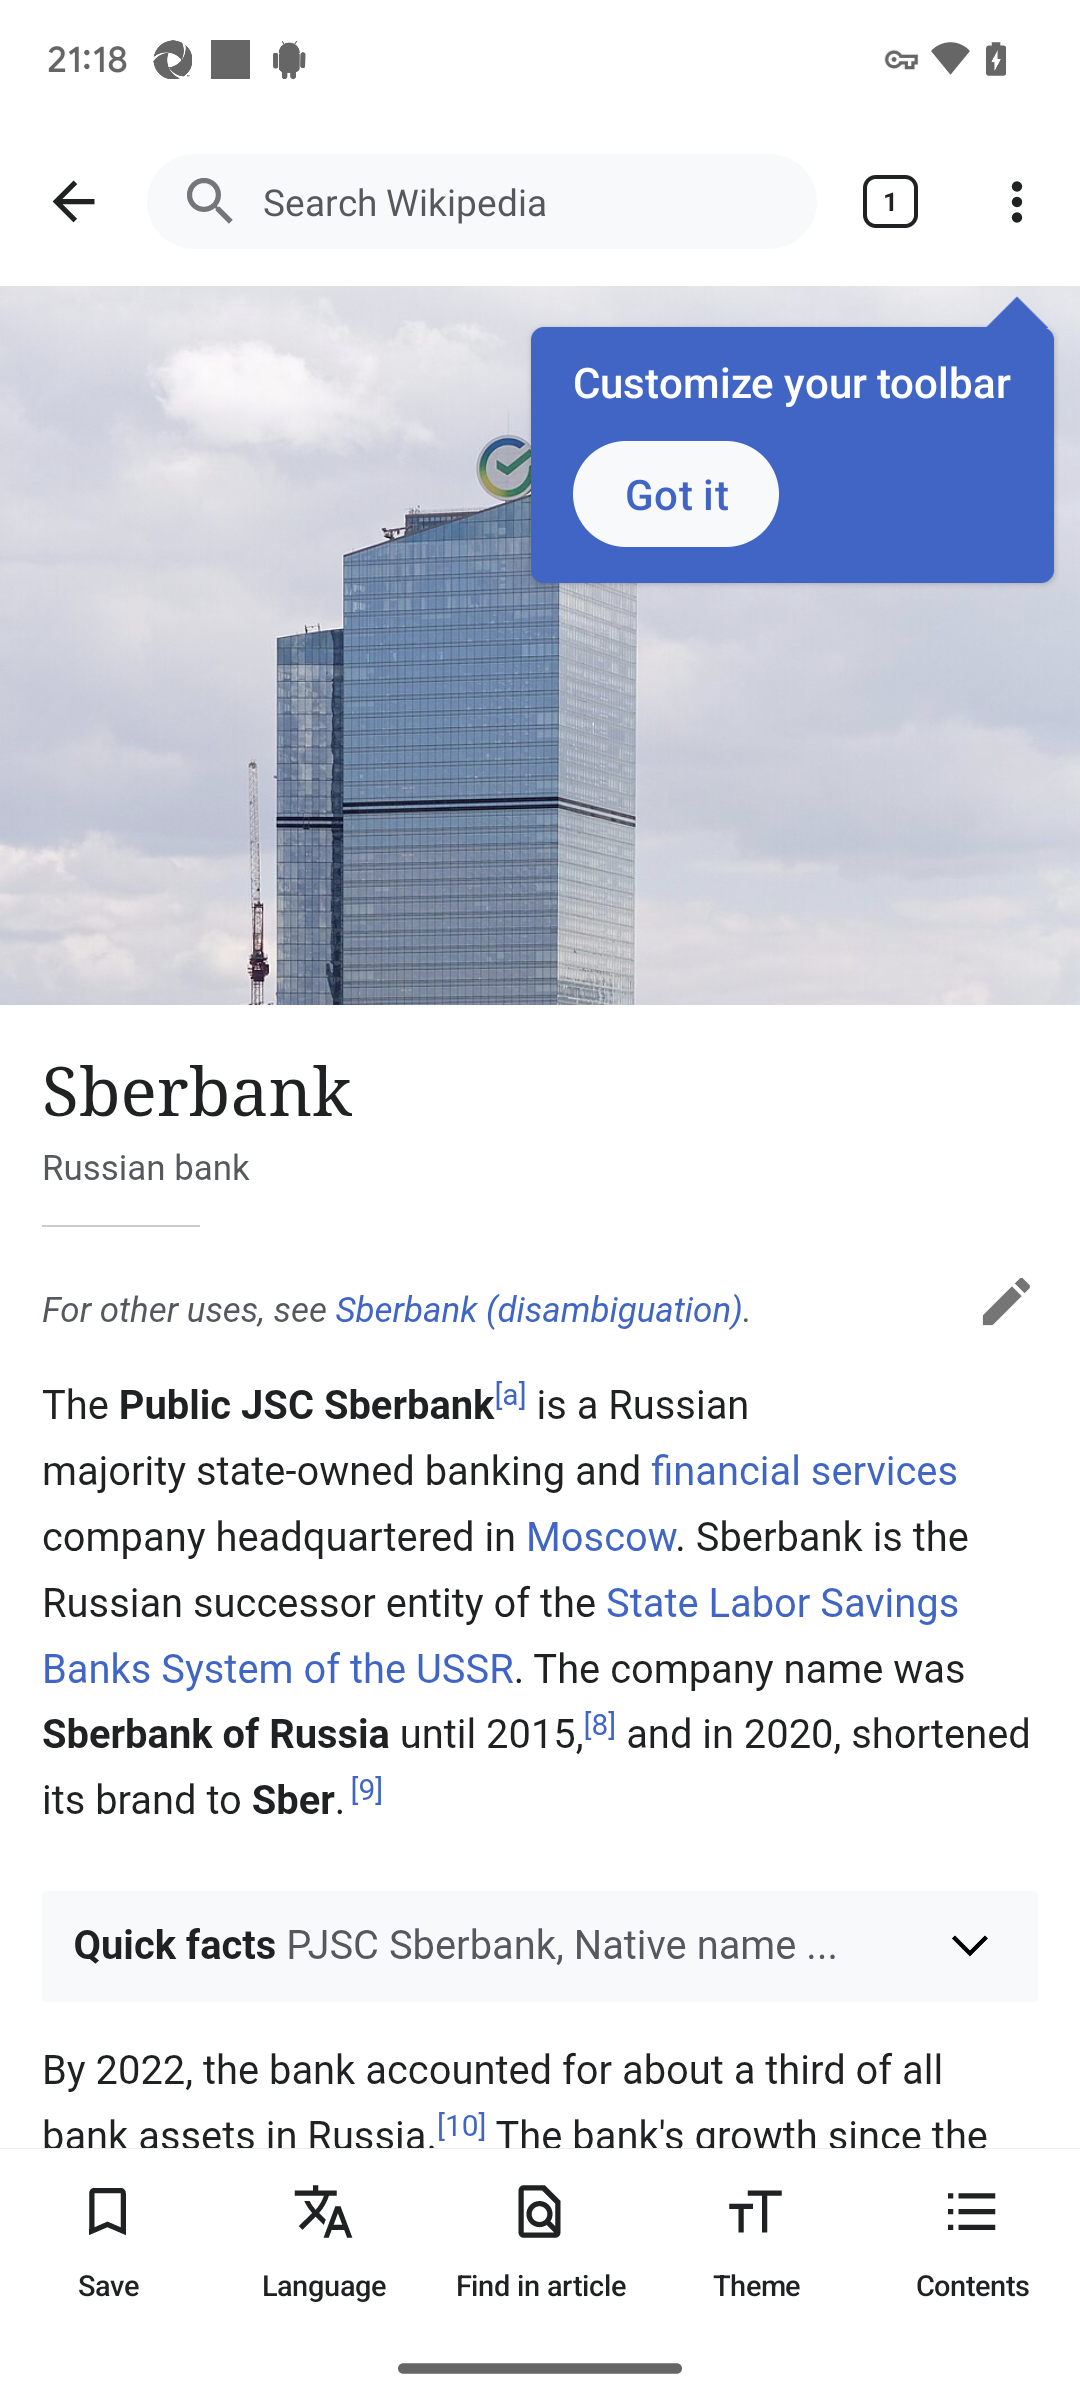 21:18
Search Wikipedia
1
Customize your toolbar
Got it
Sberbank
Russian bank
For other uses, see Sberbank (disambiguation).
The Public JSC Sberbank[a] is a Russian
majority state-owned banking and financial services
company headquartered in Moscow. Sberbank is the
Russian successor entity of the State Labor Savings
Banks System of the USSR. The company name was
Sberbank of Russia until 2015,[8] and in 2020, shortened
its brand to Sber.[9]
Quick facts PJSC Sberbank, Native name ...
By 2022, the bank accounted for about a third of all
bank assets in Russia.[10] The bank's growth since the
Save
Language
Find in article
Theme
Contents